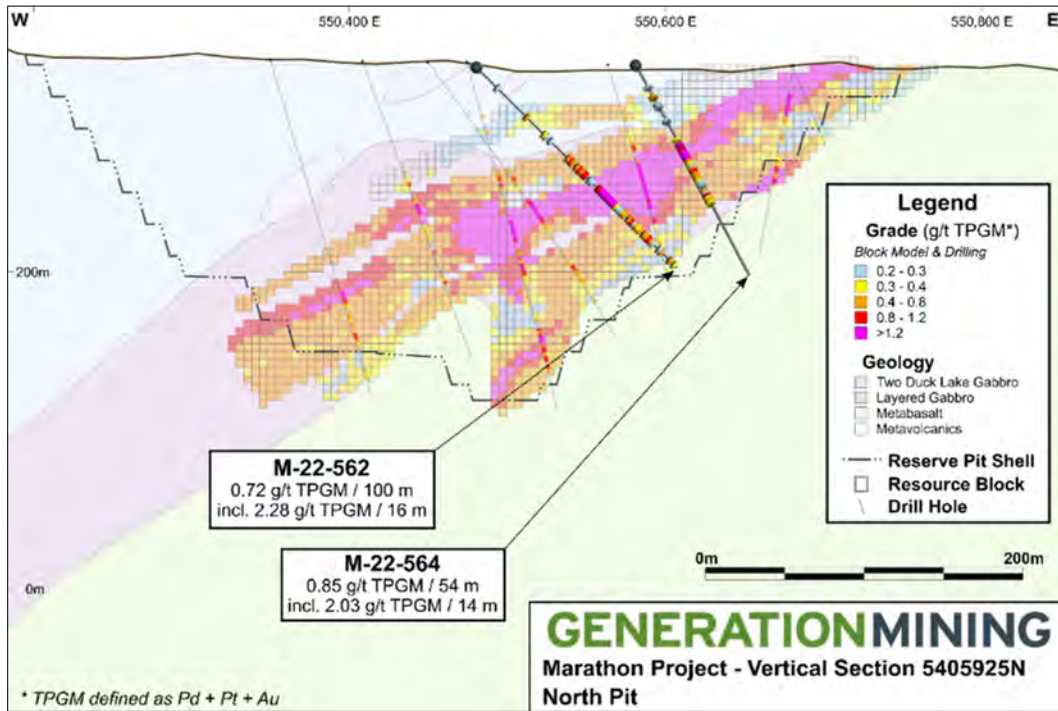 W 550,400 E 550,600 E 550,800 E E
200m
0m
Legend
Grade (g/t TPGM*)
Block Model & Drilling
0.2 - 0.3
0.3 - 0.4
0.4 - 0.8
0.8 - 1.2
>1.2
Geology
Two Duck Lake Gabbro
Layered Gabbro
Metabasalt
Metavolcanics
Reserve Pit Shell
Resource Block
Drill Hole
M-22-562
0.72 g/t TPGM / 100 m
incl. 2.28 g/t TPGM / 16 m
M-22-564
0.85 g/t TPGM / 54 m
incl. 2.03 g/t TPGM / 14 m
0m 200m
GENERATIONMINING
Marathon Project - Vertical Section 5405925N
North Pit
* TPGM defined as Pd + Pt + Au